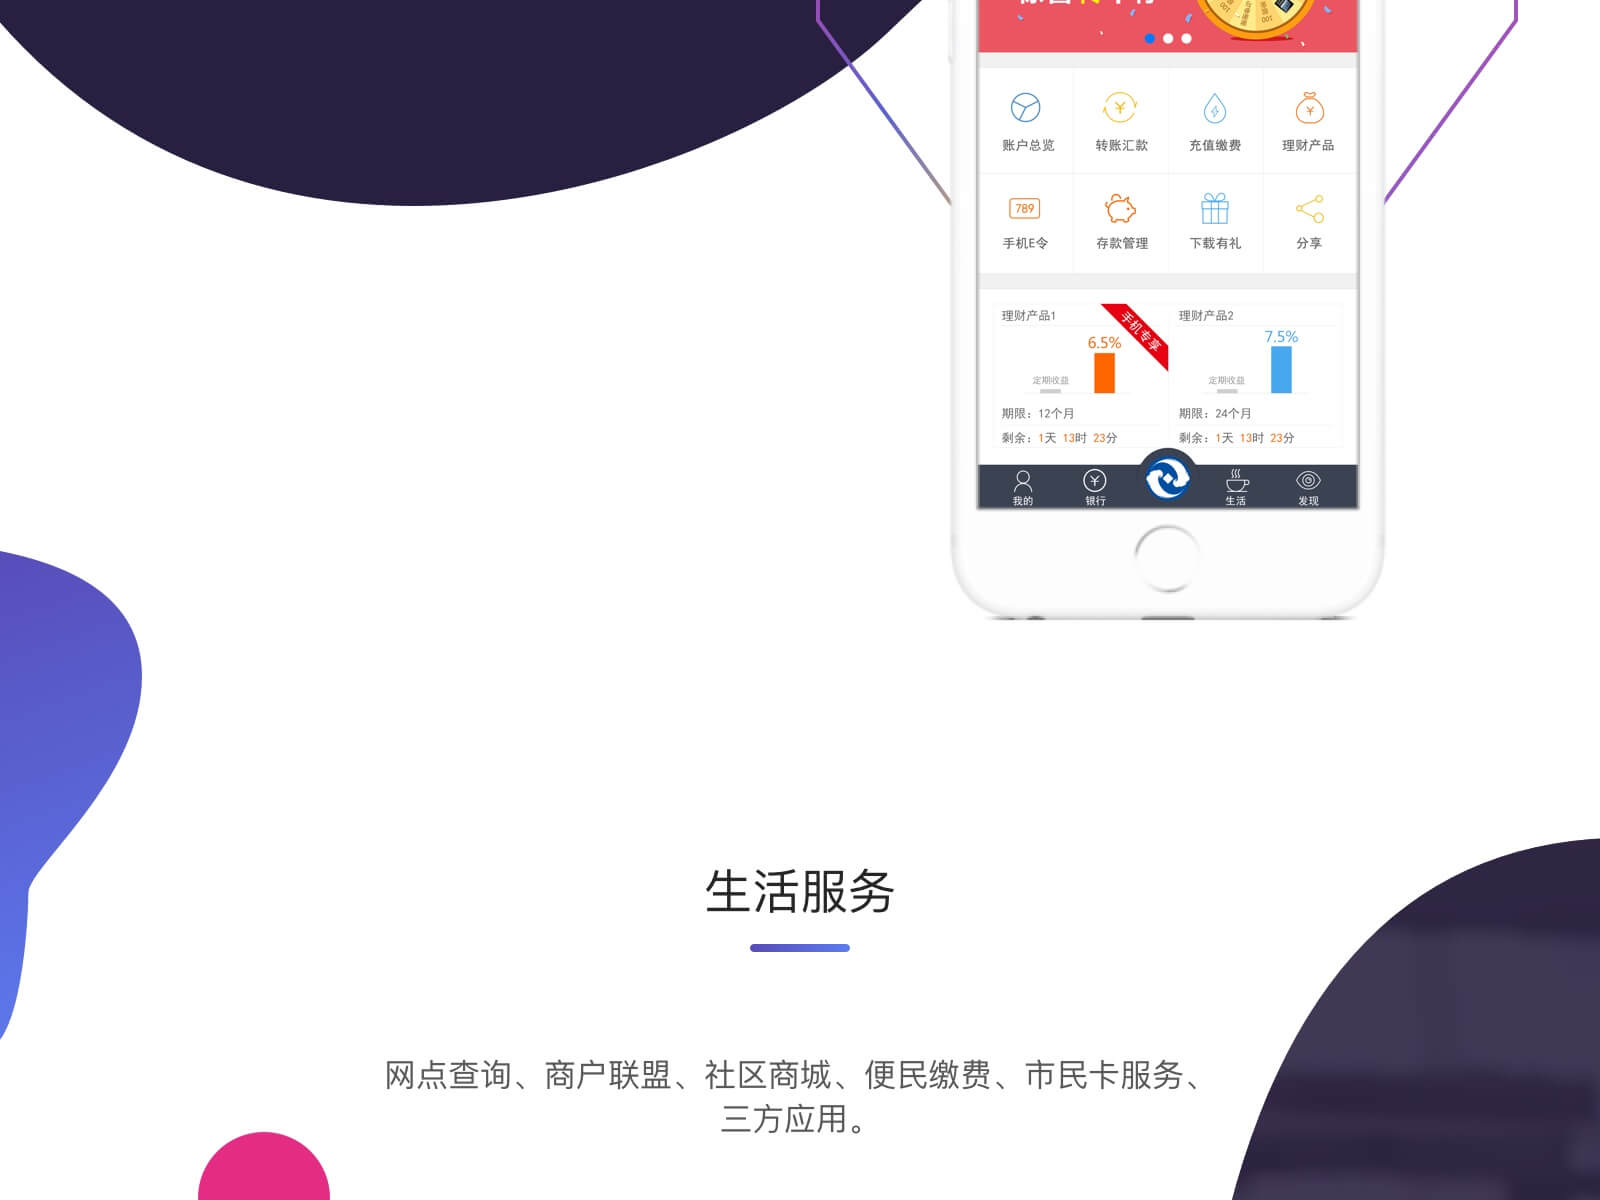 账户总览 转账汇款 充值缴费 理财产品
789
手机E令 存款管理 下载有礼 分享
理财产品1 手机专享 理财产品2
6.5% 7.5%
定期收益 定期收益
期限：12个月 期限：24个月
剩余：1天 13时 23分 剩余：1天 13时 23分
我的 银行 生活 发现
生活服务
网点查询、商户联盟、社区商城、便民缴费、市民卡服务、
三方应用。